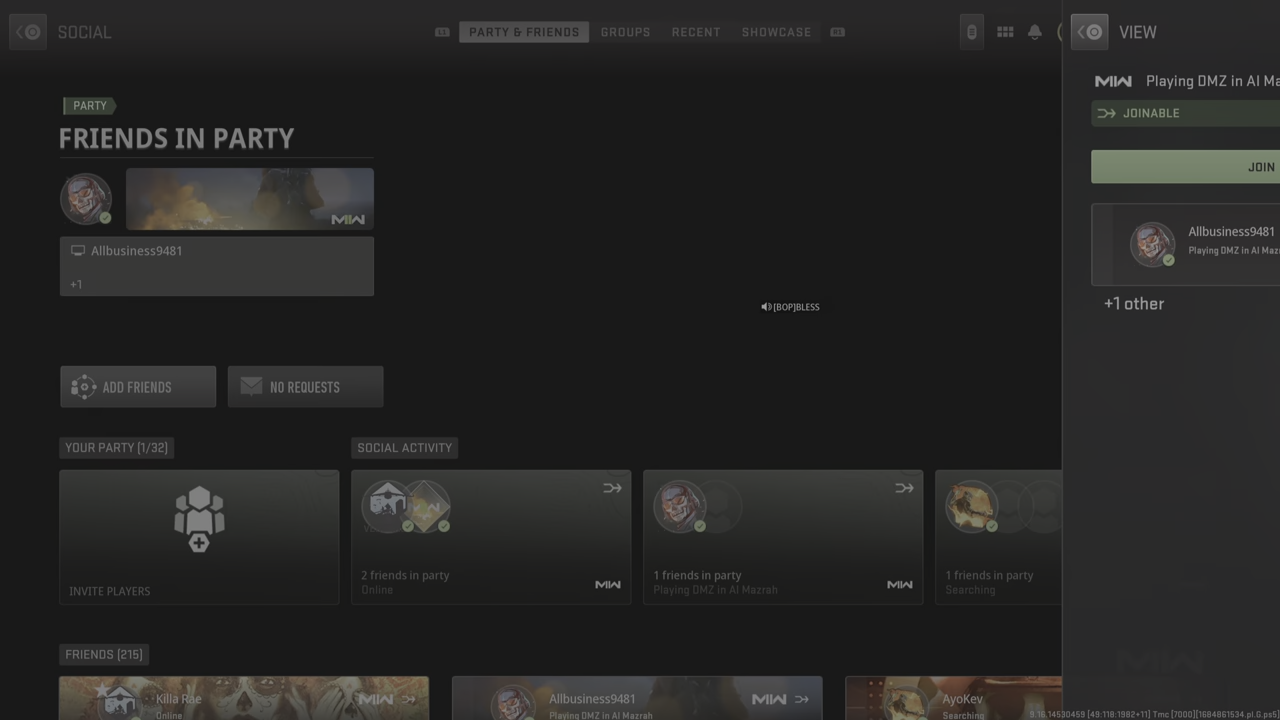 SOCIAL
PARTY & FRIENDS
GROUPS
RECENT
SHOWCASE
VIEW
PARTY
FRIENDS IN PARTY
MW
Allbusiness9481
+1
[BOP]BLESS
ADD FRIENDS
NO REQUESTS
YOUR PARTY [1/32]
SOCIAL ACTIVITY
INVITE PLAYERS
2 friends in party
Online
MW
1 friends in party
Playing DMZ in Al Mazrah
MW
1 friends in party
Searching
FRIENDS [215]
Killa Rae
Online
MW
Allbusiness9481
Playing DMZ in Al Mazrah
MW
AyoKev
Searching
MW Playing DMZ in Al Ma
JOINABLE
JOIN
Allbusiness9481
Playing DMZ in Al Maz
+1 other
MW